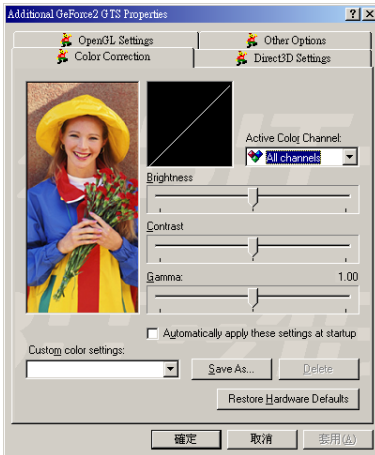 Additional GeForce2 GTS Properties
OpenGL Settings
Other Options
Color Correction
Direct3D Settings
Active Color Channel:
All channels
Brightness
Contrast
Gamma:
1.00
Automatically apply these settings at startup
Custom color settings:
Save As...
Delete
Restore Hardware Defaults
確定
取消
套用(A)